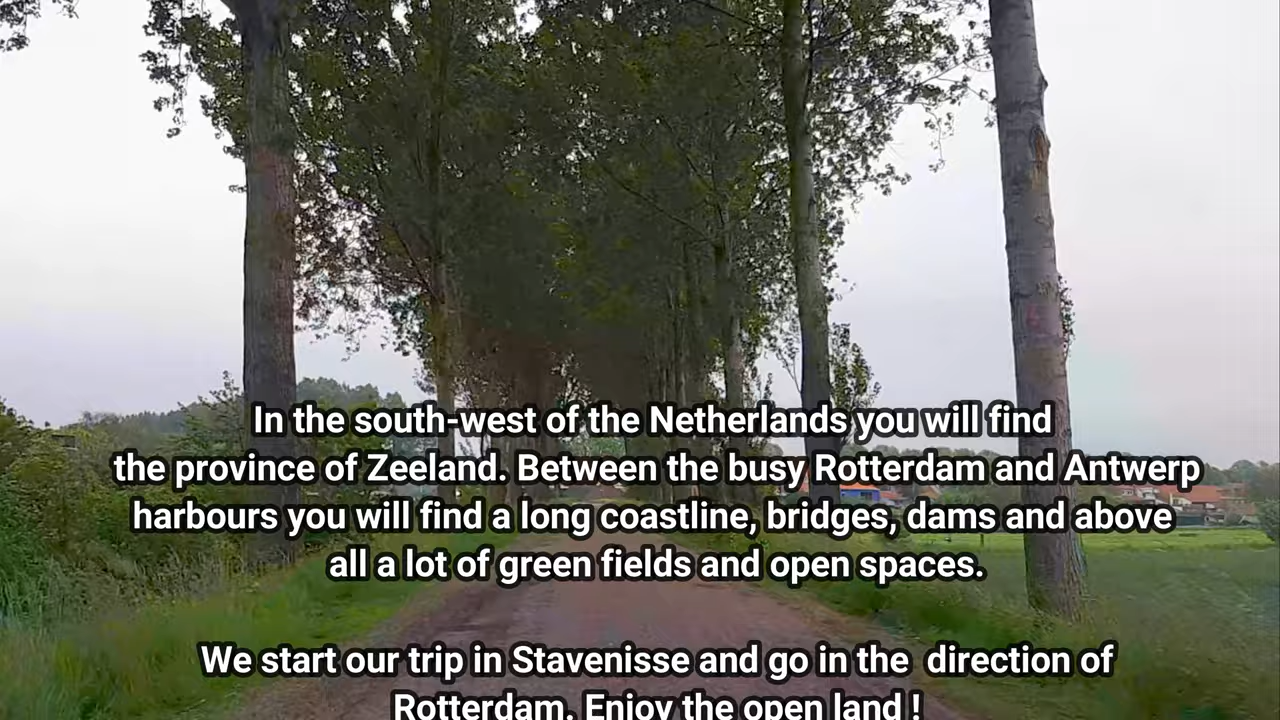 In the south-west of the Netherlands you will find
the province of Zeeland. Between the busy Rotterdam and Antwerp
harbours you will find a long coastline, bridges, dams and above
all a lot of green fields and open spaces.
We start our trip in Stavenisse and go in the  direction of
Rotterdam. Enjoy the open land !